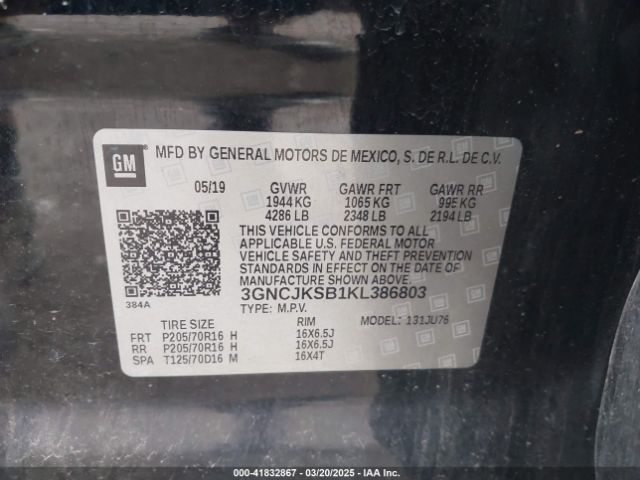 GM
MFD BY GENERAL MOTORS DE MEXICO, S. DE R.L. DE C.V.
05/19 GVWR GAWR FRT GAWR RR
1944 KG 1065 KG 995 KG
4286 LB 2348 LB 2194 LB
THIS VEHICLE CONFORMS TO ALL
APPLICABLE U.S. FEDERAL MOTOR
VEHICLE SAFETY AND THEFT PREVENTION
STANDARDS IN EFFECT ON THE DATE OF
MANUFACTURE SHOWN ABOVE.
384A
3GNCJKSB1KL386803
TYPE: M.P.V. MODEL: 131JU76
TIRE SIZE RIM
FRT P205/70R16 H 16X6.5J
RR P205/70R16 H 16X6.5J
SPA T125/70D16 M 16X4T
000-41832867 - 03/20/2025 - IAA Inc.